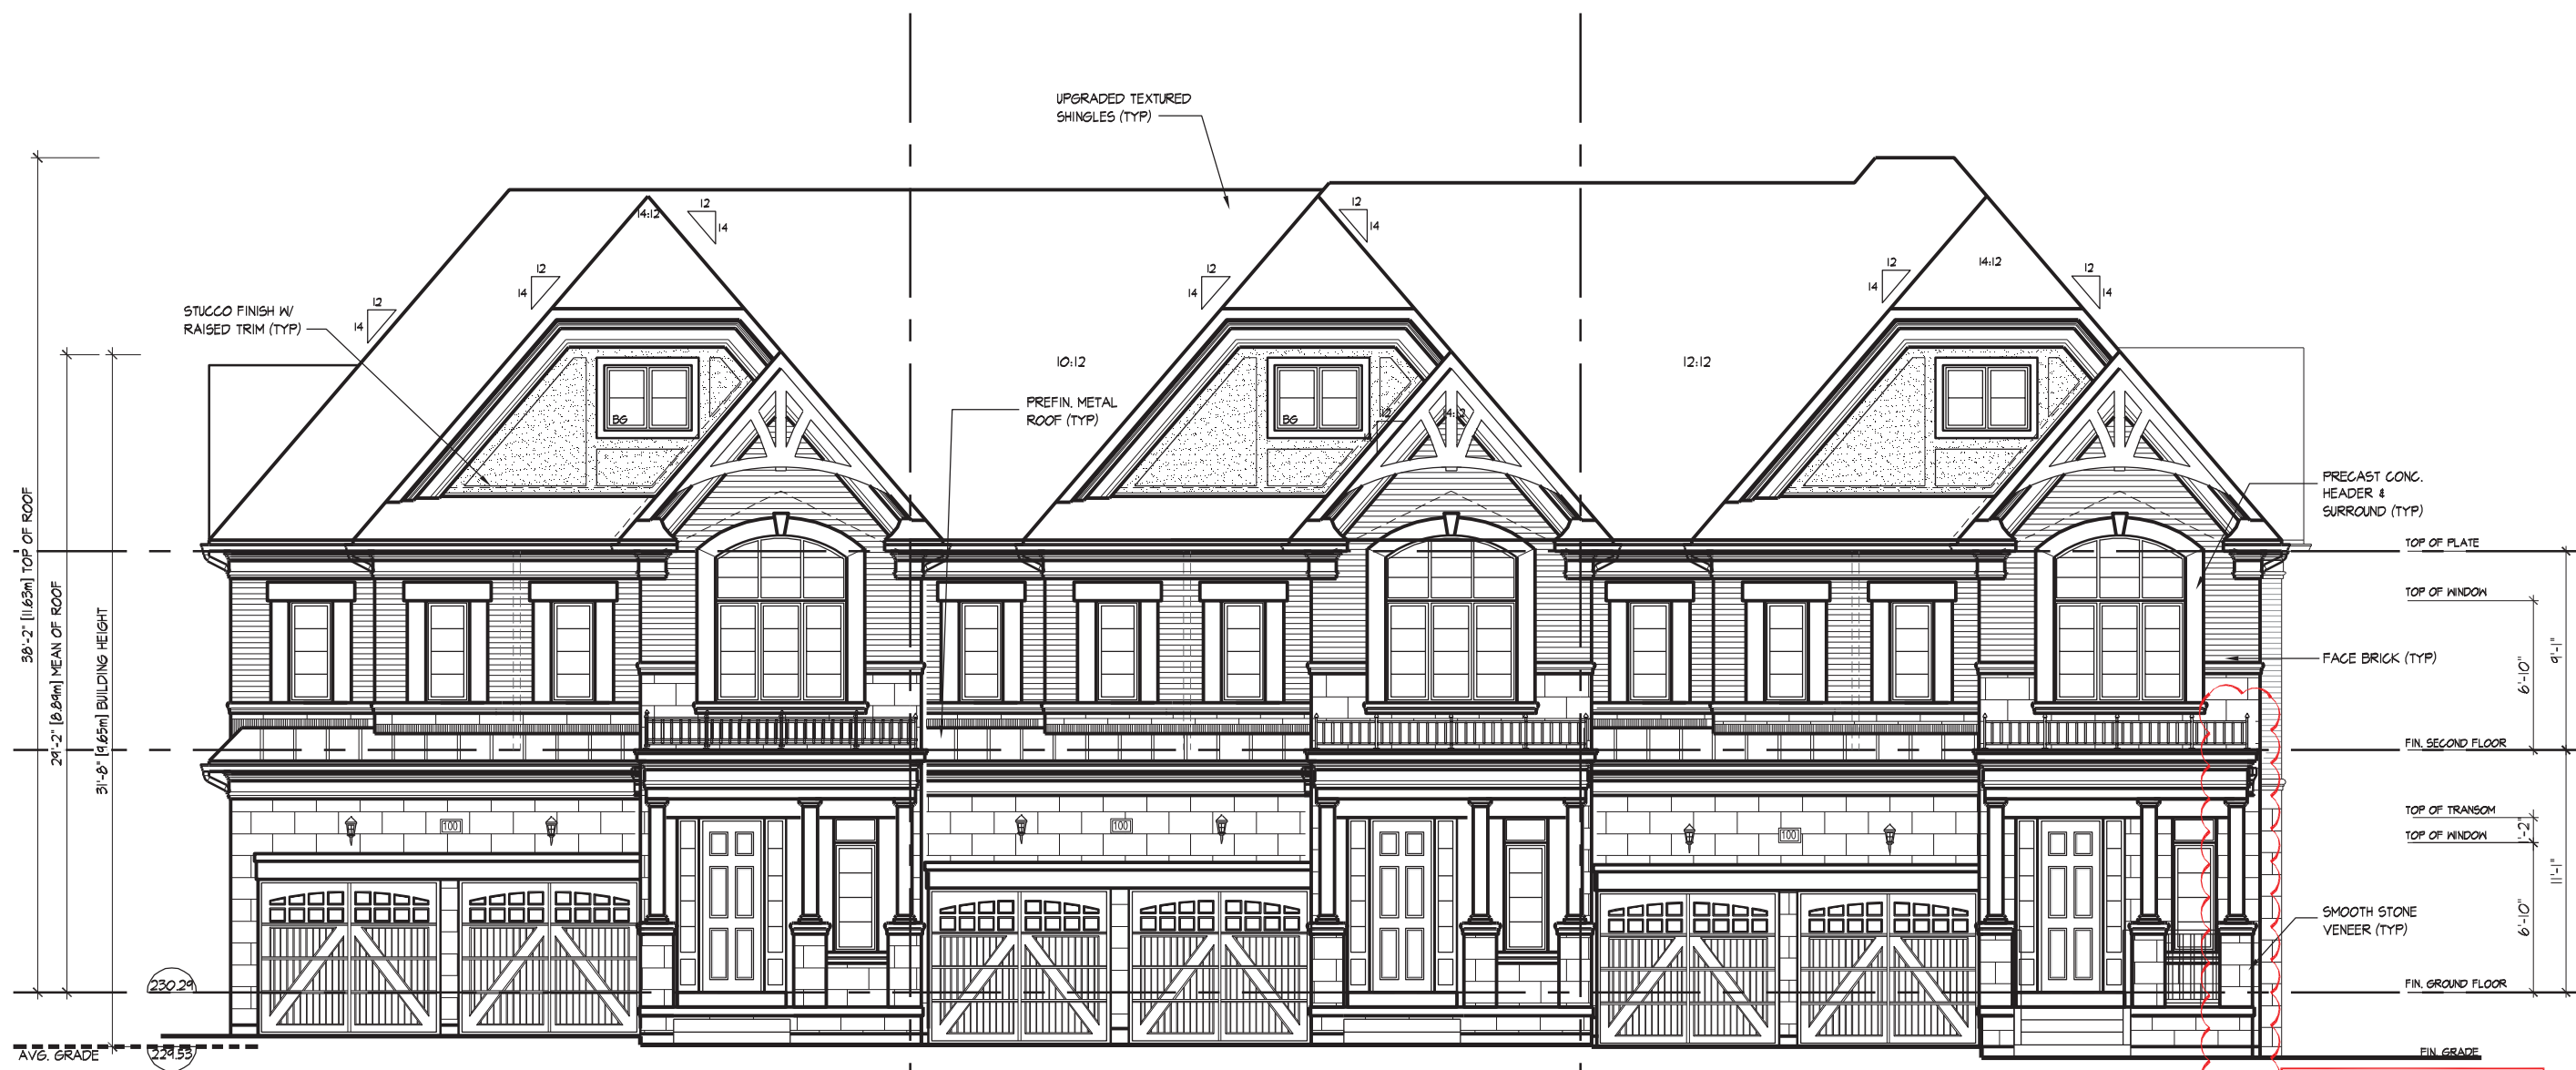 UPGRADED TEXTURED
SHINGLES (TYP)
14:12
12
14
12
14
12
14
12
14
12
14
12
14
14:12
12
14
STUCCO FINISH W/
RAISED TRIM (TYP)
10:12
12:12
PREFIN. METAL
ROOF (TYP)
BG
BG
12
14:12
14
PRECAST CONC.
HEADER &
SURROUND (TYP)
38'-2" [11.63m] TOP OF ROOF
29'-2" [8.89m] MEAN OF ROOF
31'-8" [9.65m] BUILDING HEIGHT
TOP OF PLATE
TOP OF WINDOW
FACE BRICK (TYP)
6'-10"
9'-1"
FIN. SECOND FLOOR
TOP OF TRANSOM
TOP OF WINDOW
1'-2"
11'-1"
6'-10"
100
100
100
SMOOTH STONE
VENEER (TYP)
230.29
FIN. GROUND FLOOR
AVG. GRADE
229.53
FIN. GRADE